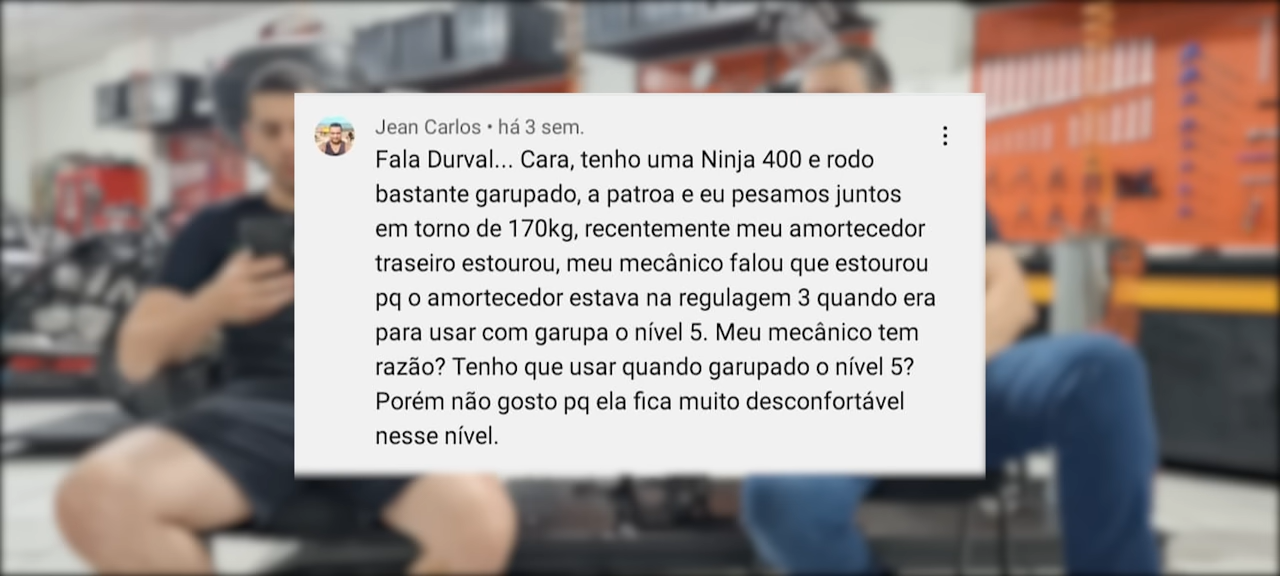 Jean Carlos • há 3 sem.
Fala Durval... Cara, tenho uma Ninja 400 e rodo
bastante garupado, a patroa e eu pesamos juntos
em torno de 170kg, recentemente meu amortecedor
traseiro estourou, meu mecânico falou que estourou
pq o amortecedor estava na regulagem 3 quando era
para usar com garupa o nível 5. Meu mecânico tem
razão? Tenho que usar quando garupado o nível 5?
Porém não gosto pq ela fica muito desconfortável
nesse nível.